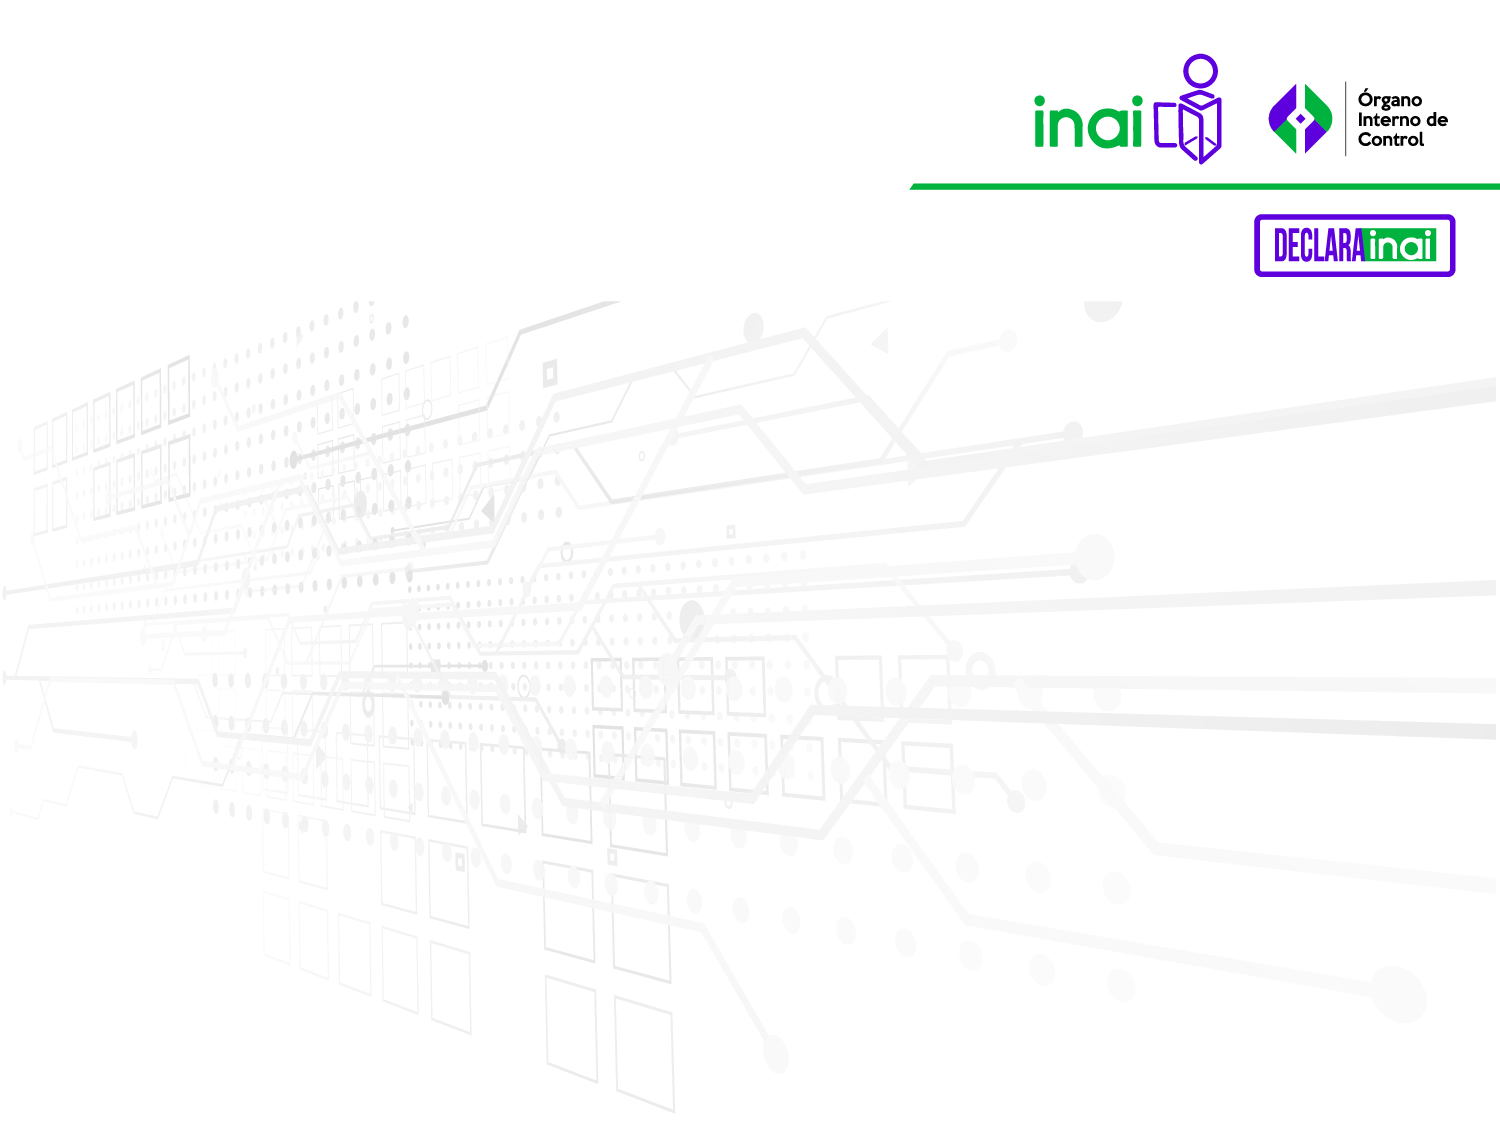 inai
Órgano
Interno de
Control
DECLARAinai